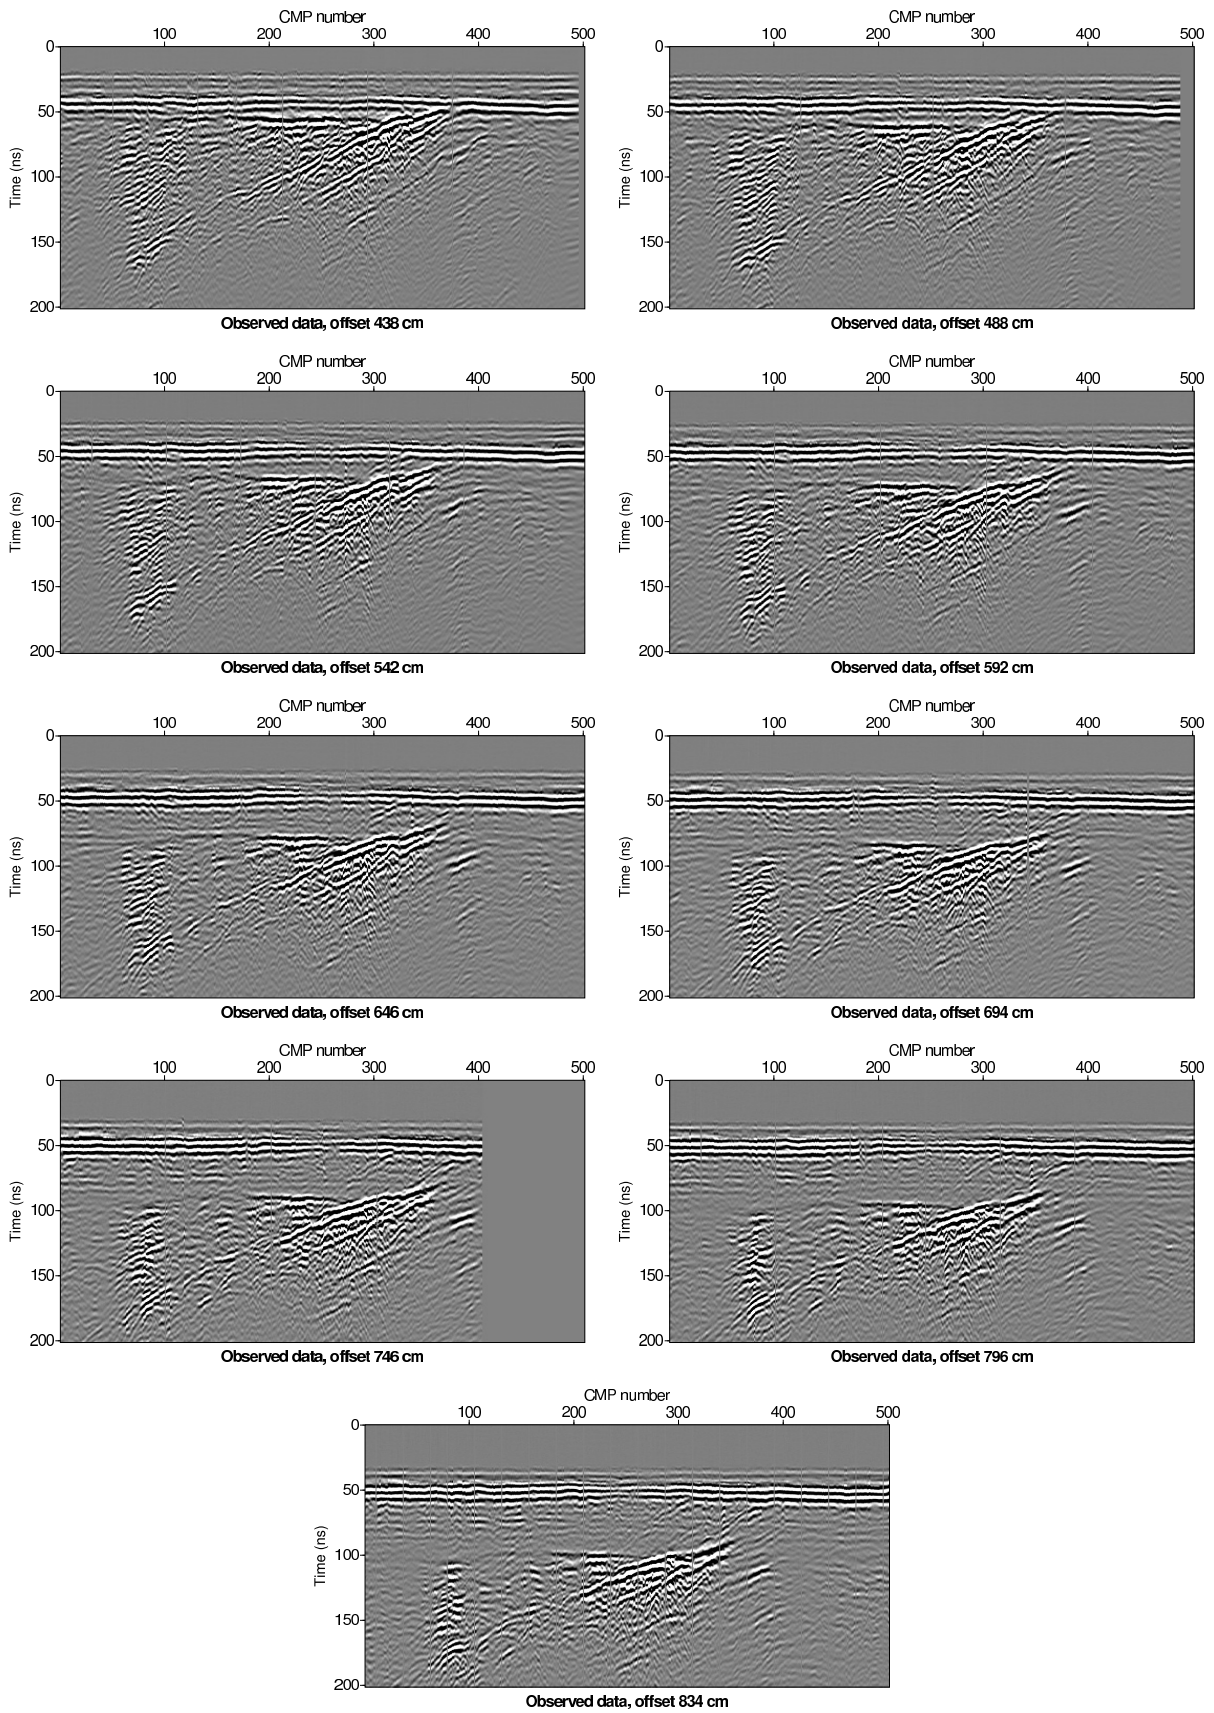 CMP number
100 200 300 400 500
0
50
100
150
200
Time (ns)
Observed data, offset 438 cm
CMP number
100 200 300 400 500
0
50
100
150
200
Time (ns)
Observed data, offset 488 cm
CMP number
100 200 300 400 500
0
50
100
150
200
Time (ns)
Observed data, offset 542 cm
CMP number
100 200 300 400 500
0
50
100
150
200
Time (ns)
Observed data, offset 592 cm
CMP number
100 200 300 400 500
0
50
100
150
200
Time (ns)
Observed data, offset 646 cm
CMP number
100 200 300 400 500
0
50
100
150
200
Time (ns)
Observed data, offset 694 cm
CMP number
100 200 300 400 500
0
50
100
150
200
Time (ns)
Observed data, offset 746 cm
CMP number
100 200 300 400 500
0
50
100
150
200
Time (ns)
Observed data, offset 796 cm
CMP number
100 200 300 400 500
0
50
100
150
200
Time (ns)
Observed data, offset 834 cm